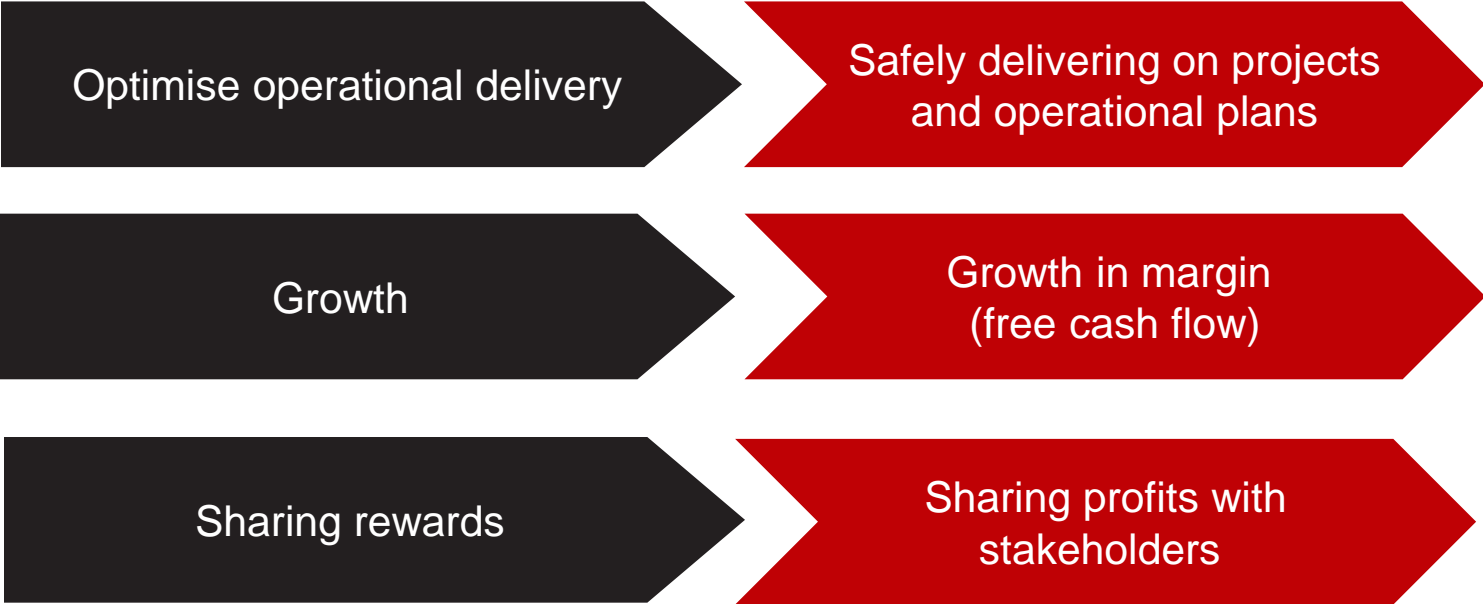 Optimise operational delivery
Safely delivering on projects
and operational plans
Growth
Growth in margin
(free cash flow)
Sharing rewards
Sharing profits with
stakeholders